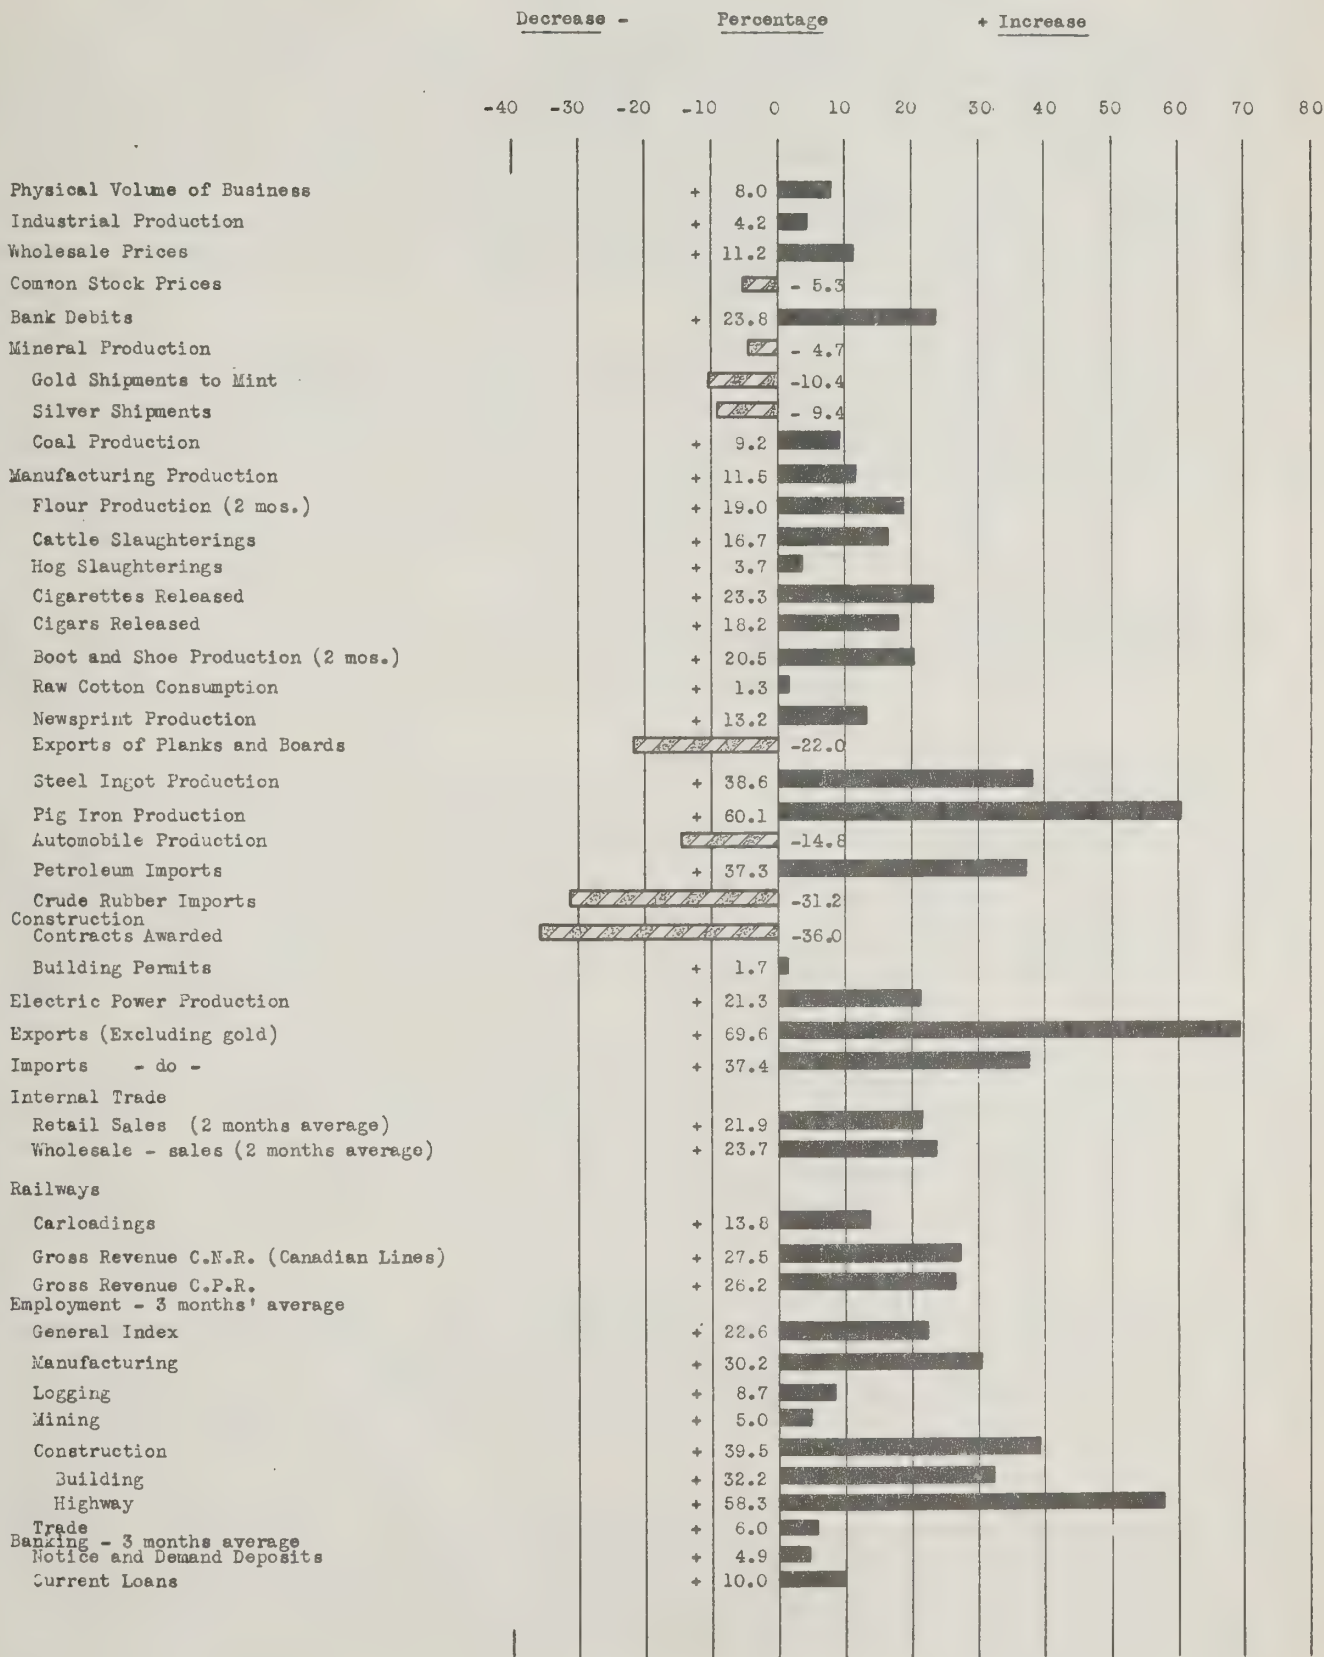 Decrease - Percentage + Increase
-40 -30 -20 -10 0 10 20 30 40 50 60 70 80
Physical Volume of Business + 8.0
Industrial Production + 4.2
Wholesale Prices + 11.2
Common Stock Prices - 5.3
Bank Debits + 23.8
Mineral Production - 4.7
Gold Shipments to Mint -10.4
Silver Shipments - 9.4
Coal Production + 9.2
Manufacturing Production + 11.5
Flour Production (2 mos.) + 19.0
Cattle Slaughterings + 16.7
Hog Slaughterings + 3.7
Cigarettes Released + 23.3
Cigars Released + 18.2
Boot and Shoe Production (2 mos.) + 20.5
Raw Cotton Consumption + 1.3
Newsprint Production + 13.2
Exports of Planks and Boards -22.0
Steel Ingot Production + 38.6
Pig Iron Production + 60.1
Automobile Production -14.8
Petroleum Imports + 37.3
Crude Rubber Imports -31.2
Construction
Contracts Awarded -36.0
Building Permits + 1.7
Electric Power Production + 21.3
Exports (Excluding gold) + 69.6
Imports - do - + 37.4
Internal Trade
Retail Sales (2 months average) + 21.9
Wholesale - sales (2 months average) + 23.7
Railways
Carloadings + 13.8
Gross Revenue C.N.R. (Canadian Lines) + 27.5
Gross Revenue C.P.R. + 26.2
Employment - 3 months' average
General Index + 22.6
Manufacturing + 30.2
Logging + 8.7
Mining + 5.0
Construction + 39.5
Building + 32.2
Highway + 58.3
Trade + 6.0
Banking - 3 months average
Notice and Demand Deposits + 4.9
Current Loans + 10.0